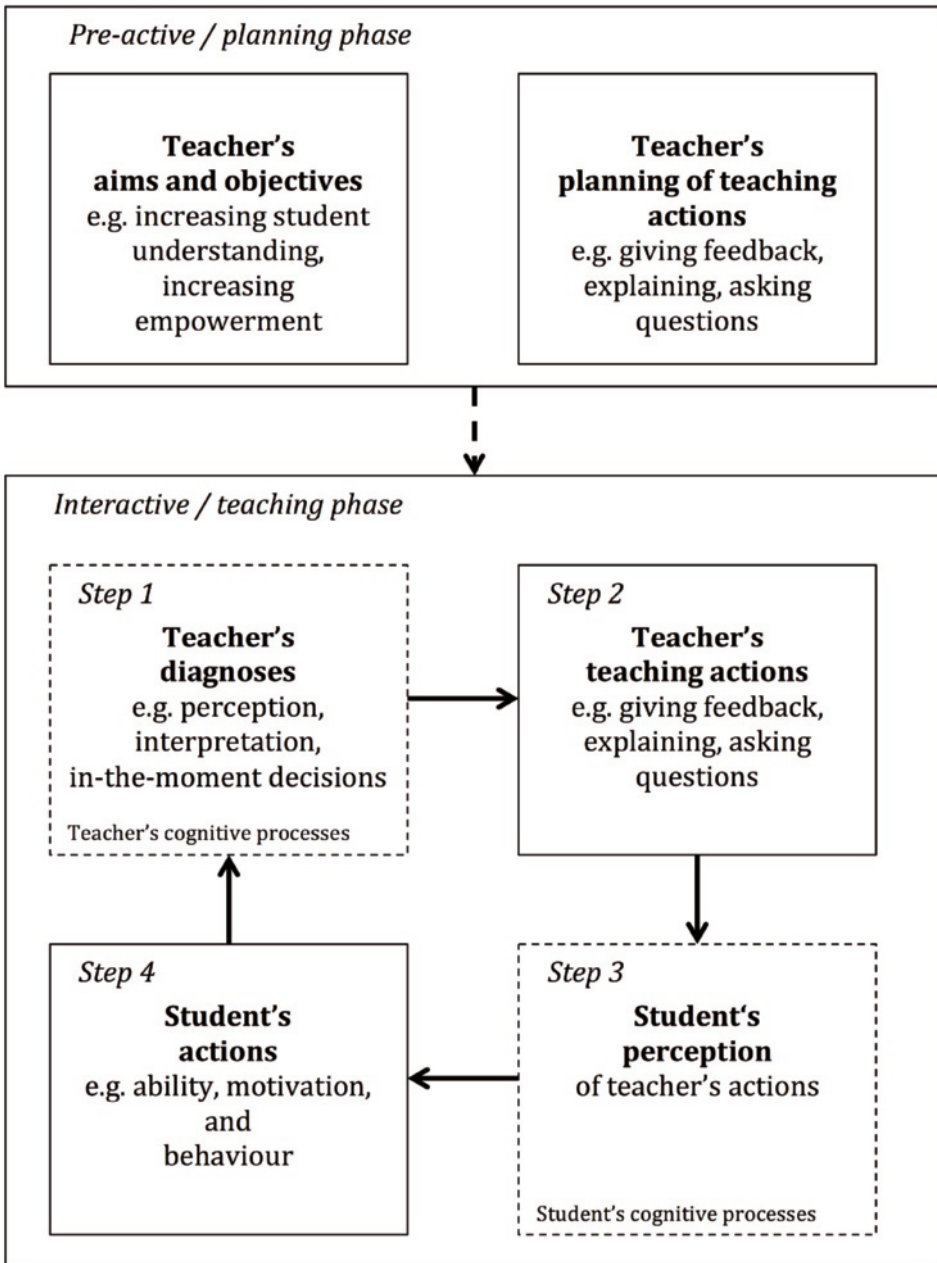 Pre-active / planning phase
Teacher’s
aims and objectives
e.g. increasing student
understanding,
increasing
empowerment
Teacher’s
planning of teaching
actions
e.g. giving feedback,
explaining, asking
questions
Interactive / teaching phase
Step 1
Teacher’s
diagnoses
e.g. perception,
interpretation,
in-the-moment decisions
Teacher’s cognitive processes
Step 2
Teacher’s
teaching actions
e.g. giving feedback,
explaining, asking
questions
Step 3
Student‘s
perception
of teacher’s actions
Student’s cognitive processes
Step 4
Student’s
actions
e.g. ability, motivation,
and
behaviour